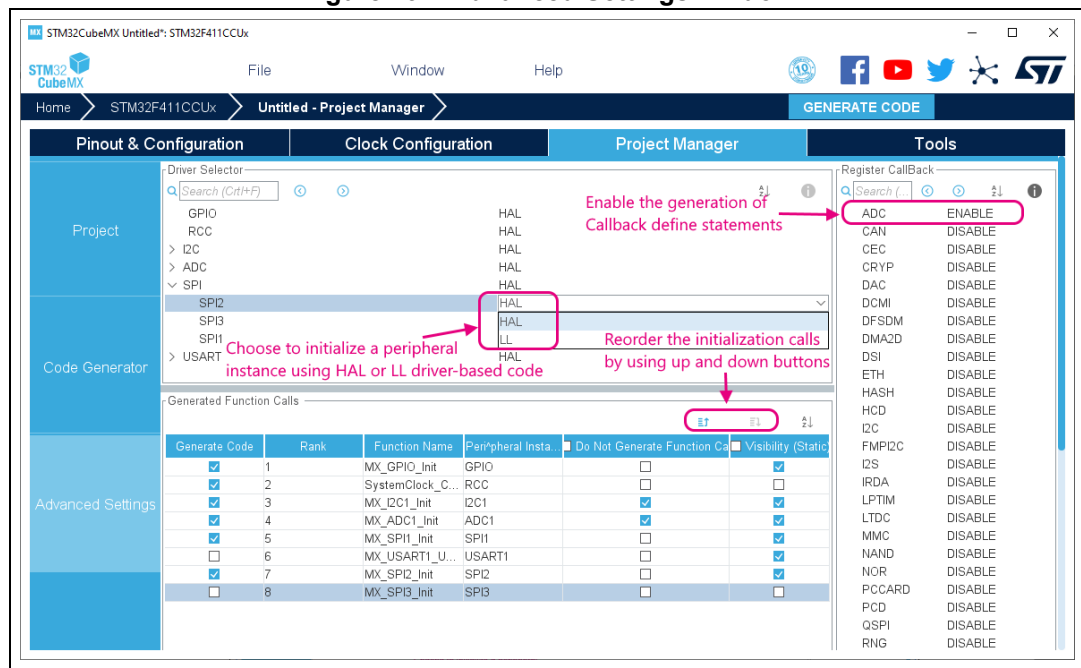 STM32CubeMX Untitled*: STM32F411CCUx
STM32 CubeMX File Window Help
Home STM32F411CCUx Untitled - Project Manager GENERATE CODE
Pinout & Configuration Clock Configuration Project Manager Tools
Project
Code Generator
Advanced Settings
Driver Selector
Search (Crtl+F)
GPIO HAL
RCC HAL
I2C HAL
ADC HAL
SPI HAL
SPI2 HAL
SPI3 HAL
SPI1 LL
USART HAL
Enable the generation of
Callback define statements
Choose to initialize a peripheral
instance using HAL or LL driver-based code
Reorder the initialization calls
by using up and down buttons
Generated Function Calls
Generate Code Rank Function Name Peri^pheral Insta... Do Not Generate Function Ca Visibility (Static)
1 MX_GPIO_Init GPIO
2 SystemClock_C... RCC
3 MX_I2C1_Init I2C1
4 MX_ADC1_Init ADC1
5 MX_SPI1_Init SPI1
6 MX_USART1_U... USART1
7 MX_SPI2_Init SPI2
8 MX_SPI3_Init SPI3
Register CallBack
Search (...
ADC ENABLE
CAN DISABLE
CEC DISABLE
CRYP DISABLE
DAC DISABLE
DCMI DISABLE
DFSDM DISABLE
DMA2D DISABLE
DSI DISABLE
ETH DISABLE
HASH DISABLE
HCD DISABLE
I2C DISABLE
FMPI2C DISABLE
I2S DISABLE
IRDA DISABLE
LPTIM DISABLE
LTDC DISABLE
MMC DISABLE
NAND DISABLE
NOR DISABLE
PCCARD DISABLE
PCD DISABLE
QSPI DISABLE
RNG DISABLE